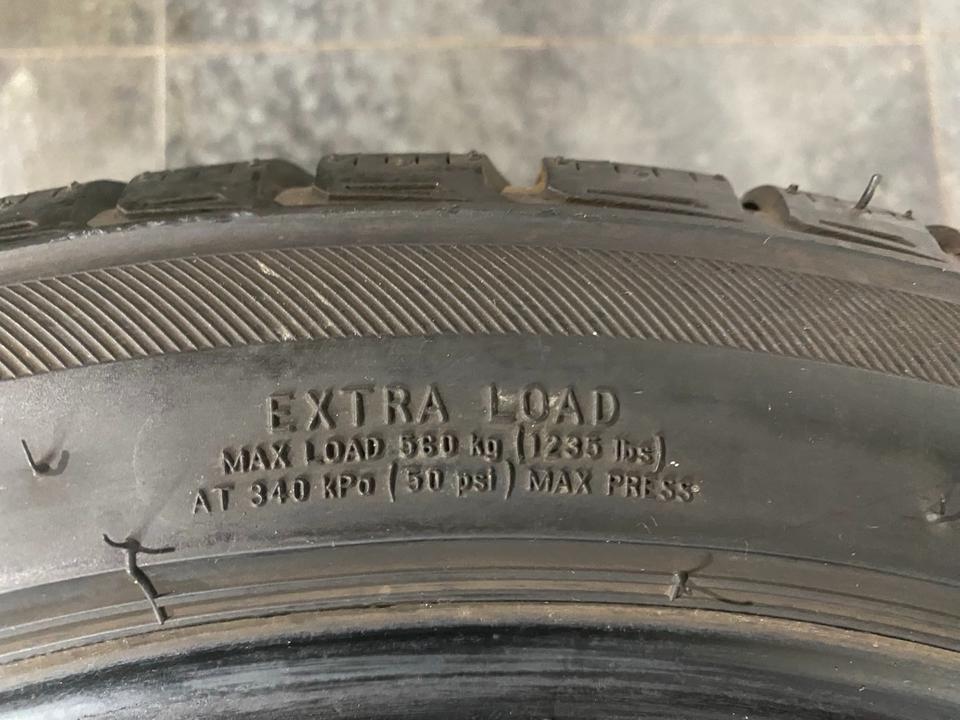 EXTRA LOAD
MAX LOAD 560 kg (1235 lbs)
AT 340 kPa (50 psi) MAX PRESS